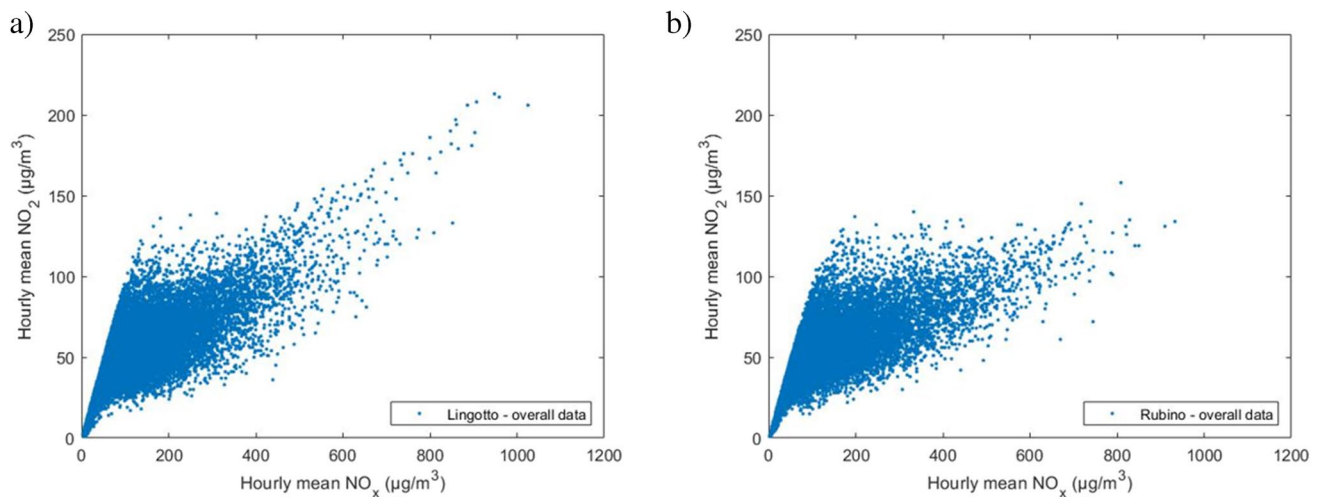 a)
250
200
150
100
50
0
Hourly mean NO2 (µg/m3)
0 200 400 600 800 1000 1200
Hourly mean NOx (µg/m3)
Lingotto - overall data
b)
250
200
150
100
50
0
Hourly mean NO2 (µg/m3)
0 200 400 600 800 1000 1200
Hourly mean NOx (µg/m3)
Rubino - overall data